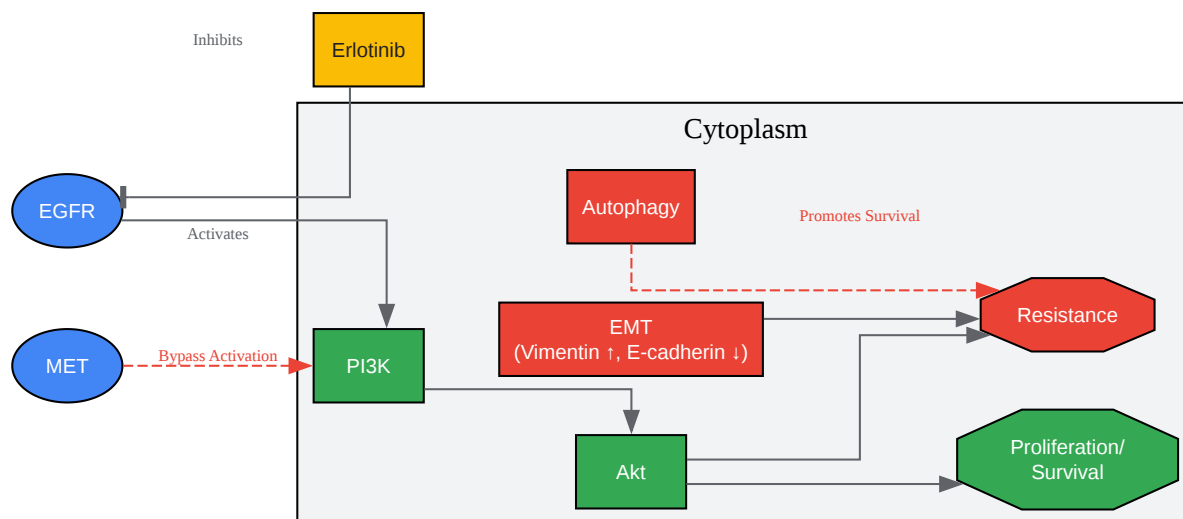 Inhibits
Erlotinib
Cytoplasm
EGFR
Activates
Autophagy
Promotes Survival
MET
Bypass Activation
PI3K
EMT
(Vimentin ↑, E-cadherin ↓)
Resistance
Akt
Proliferation/
Survival